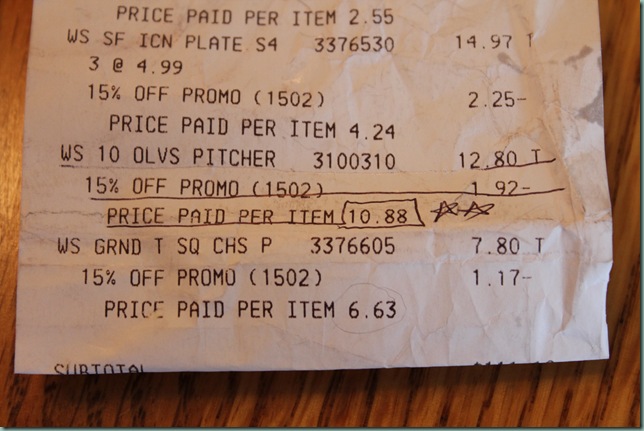 PRICE PAID PER ITEM 2.55
WS SF ICN PLATE S4 3376530 14.97 T
3 @ 4.99
15% OFF PROMO (1502) 2.25-
PRICE PAID PER ITEM 4.24
WS 10 OLVS PITCHER 3100310 12.80 T
15% OFF PROMO (1502) 1.92-
PRICE PAID PER ITEM 10.88
WS GRND T SQ CHS P 3376605 7.80 T
15% OFF PROMO (1502) 1.17-
PRICE PAID PER ITEM 6.63
SUBTOTAL